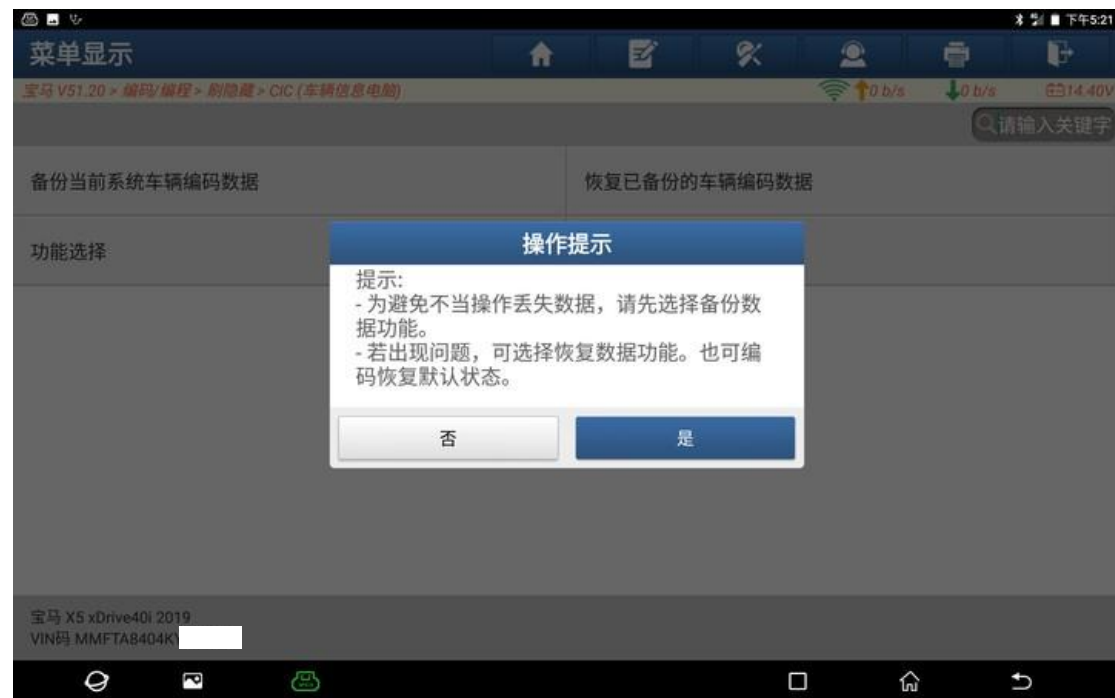 下午5:21
菜单显示
宝马 V51.20 > 编码/编程 > 刷隐藏 > CIC (车辆信息电脑)
0 b/s
0 b/s
14.40V
请输入关键字
备份当前系统车辆编码数据
恢复已备份的车辆编码数据
功能选择
操作提示
提示:
- 为避免不当操作丢失数据，请先选择备份数
据功能。
- 若出现问题，可选择恢复数据功能。也可编
码恢复默认状态。
否
是
宝马 X5 xDrive40i 2019
VIN码 MMFTA8404KY